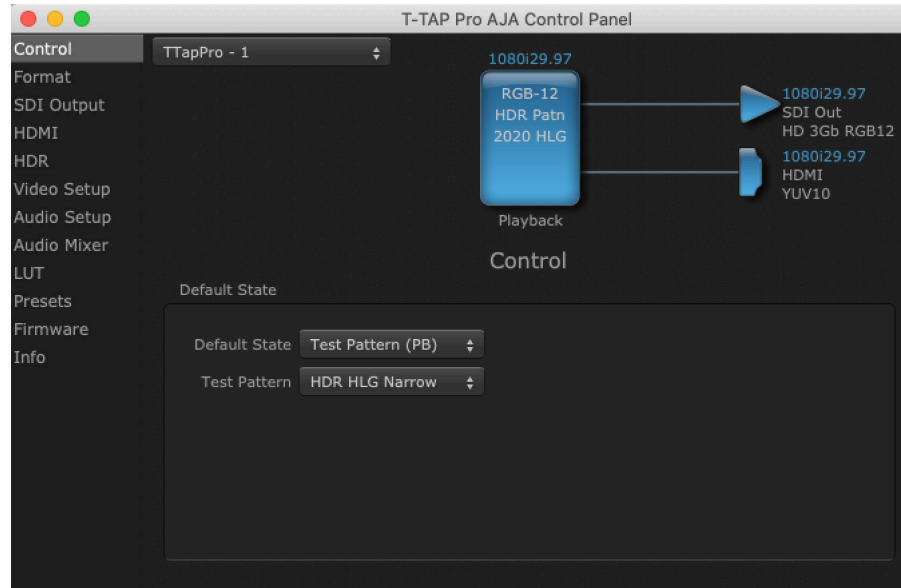 T-TAP Pro AJA Control Panel
Control
Format
SDI Output
HDMI
HDR
Video Setup
Audio Setup
Audio Mixer
LUT
Presets
Firmware
Info
TTapPro - 1
1080i29.97
RGB-12
HDR Patn
2020 HLG
Playback
1080i29.97
SDI Out
HD 3Gb RGB12
1080i29.97
HDMI
YUV10
Control
Default State
Default State Test Pattern (PB)
Test Pattern HDR HLG Narrow